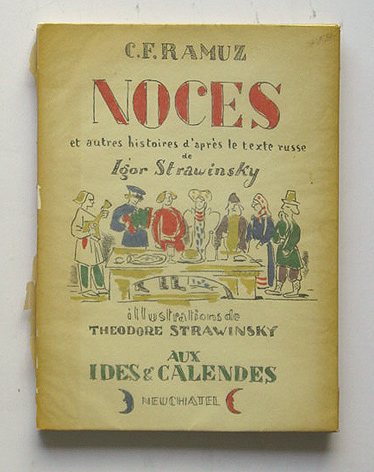 C.F. RAMUZ
NOCES
et autres histoires d'après le texte russe
de
Igor Strawinsky
illustrations de
THEODORE STRAWINSKY
AUX
IDES & CALENDES
NEUCHATEL